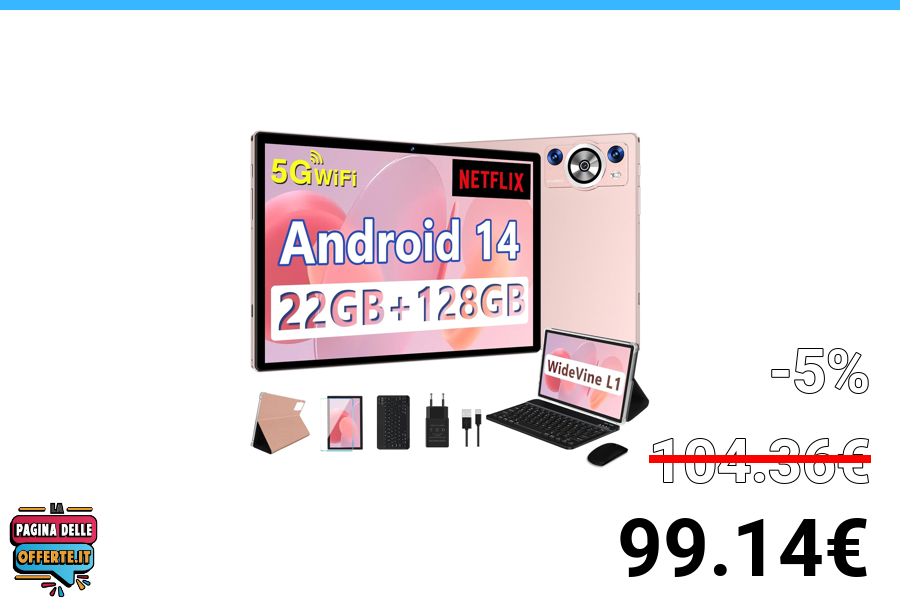 5G WiFi
NETFLIX
Android 14
22GB+128GB
WideVine L1
-5%
104.36€
99.14€
LA
PAGINA DELLE
OFFERTE.IT